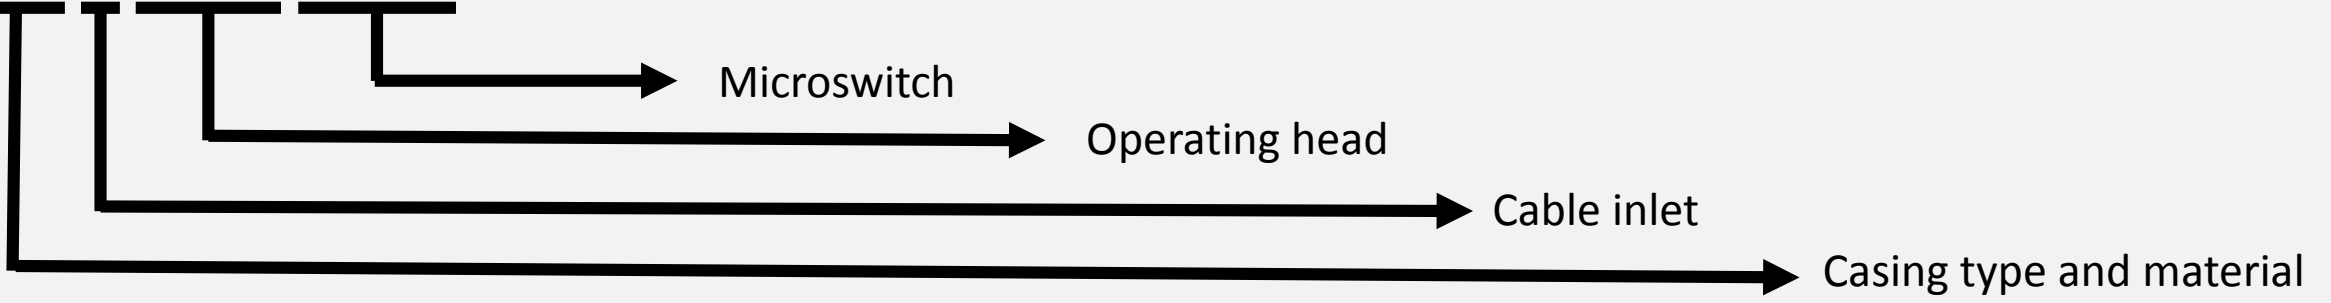 Microswitch
Operating head
Cable inlet
Casing type and material